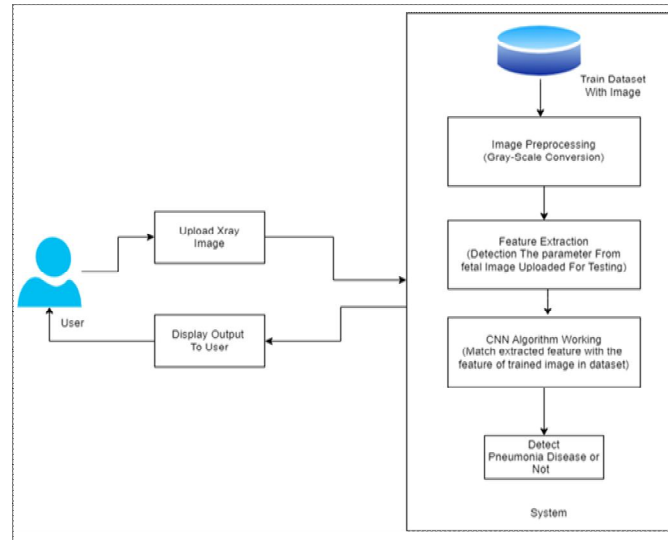 Train Dataset
With Image
Image Preprocessing
(Gray-Scale Conversion)
Upload Xray
Image
Feature Extraction
(Detection The parameter From
fetal Image Uploaded For Testing)
User
Display Output
To User
CNN Algorithm Working
(Match extracted feature with the
feature of trained image in dataset)
Detect
Pneumonia Disease or
Not
System